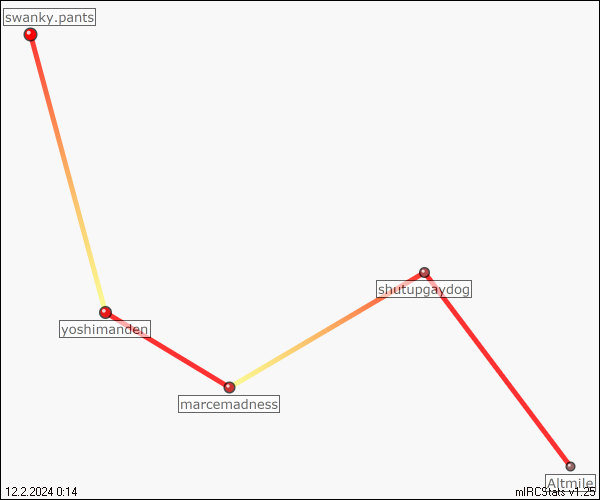 swanky.pants
shutupgaydog
yoshimanden
marcemadness
Altmile
12.2.2024 0:14
mIRCStats v1.25